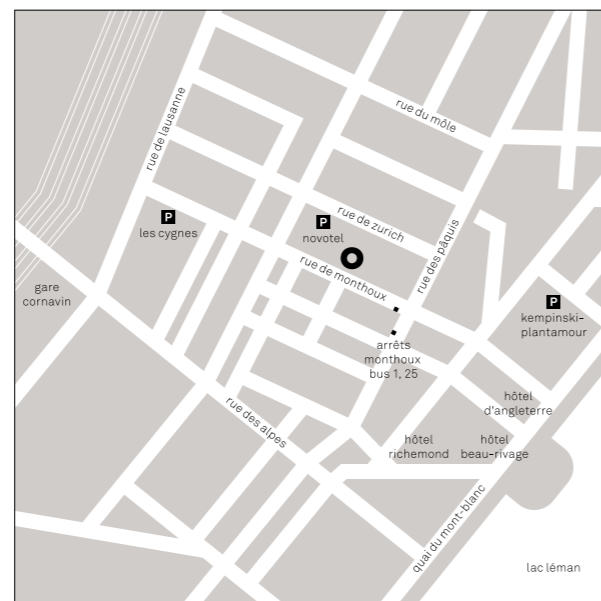 rue du môle
rue de lausanne
P
les cygnes
P
novotel
rue de zurich
rue de monthoux
rue des pâquis
gare
cornavin
P
kempinski-
plantamour
arrêts
monthoux
bus 1, 25
hôtel
d'angleterre
rue des alpes
hôtel
richemond
hôtel
beau-rivage
quai du mont-blanc
lac léman